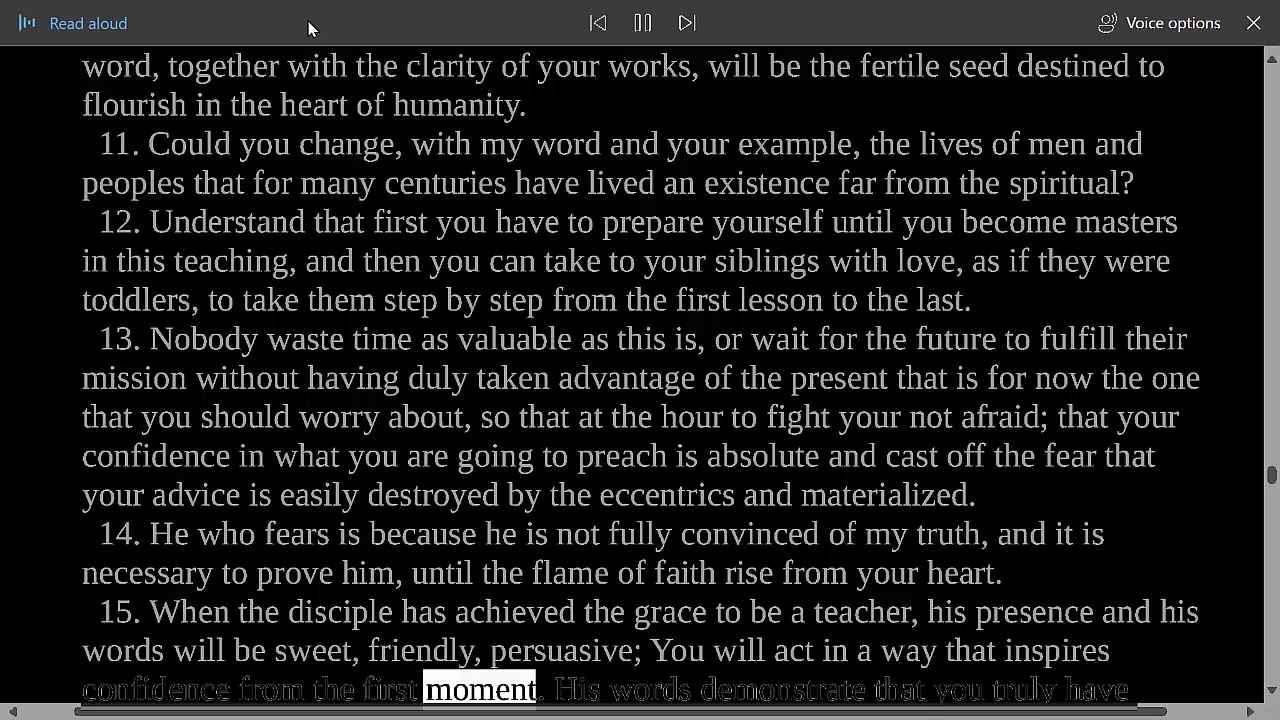 Read aloud
Voice options
word, together with the clarity of your works, will be the fertile seed destined to
flourish in the heart of humanity.
11. Could you change, with my word and your example, the lives of men and
peoples that for many centuries have lived an existence far from the spiritual?
12. Understand that first you have to prepare yourself until you become masters
in this teaching, and then you can take to your siblings with love, as if they were
toddlers, to take them step by step from the first lesson to the last.
13. Nobody waste time as valuable as this is, or wait for the future to fulfill their
mission without having duly taken advantage of the present that is for now the one
that you should worry about, so that at the hour to fight your not afraid; that your
confidence in what you are going to preach is absolute and cast off the fear that
your advice is easily destroyed by the eccentrics and materialized.
14. He who fears is because he is not fully convinced of my truth, and it is
necessary to prove him, until the flame of faith rise from your heart.
15. When the disciple has achieved the grace to be a teacher, his presence and his
words will be sweet, friendly, persuasive; You will act in a way that inspires
confidence from the first moment. His words demonstrate that you truly have